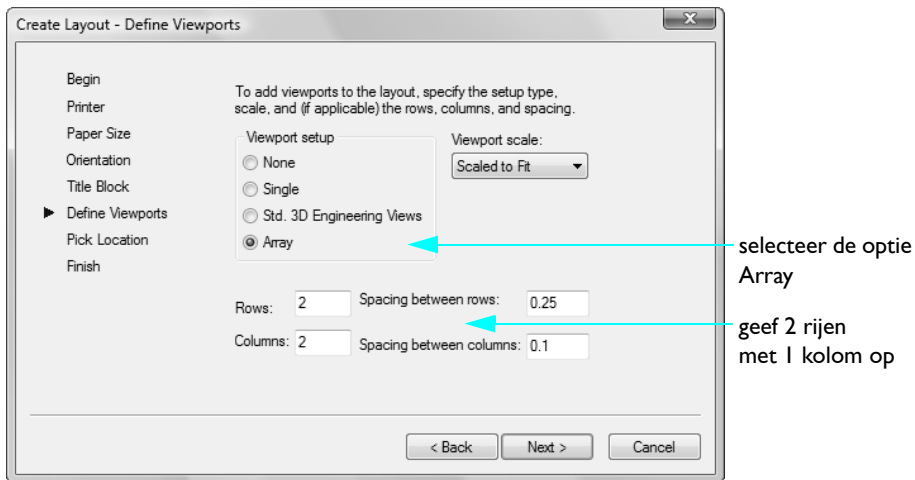 Create Layout - Define Viewports
x
Begin
Printer
Paper Size
Orientation
Title Block
Define Viewports
Pick Location
Finish
To add viewports to the layout, specify the setup type,
scale, and (if applicable) the rows, columns, and spacing.
Viewport setup
None
Single
Std. 3D Engineering Views
Array
Viewport scale:
Scaled to Fit
Rows: 2 Spacing between rows: 0.25
Columns: 2 Spacing between columns: 0.1
< Back Next > Cancel
selecteer de optie
Array
geef 2 rijen
met 1 kolom op